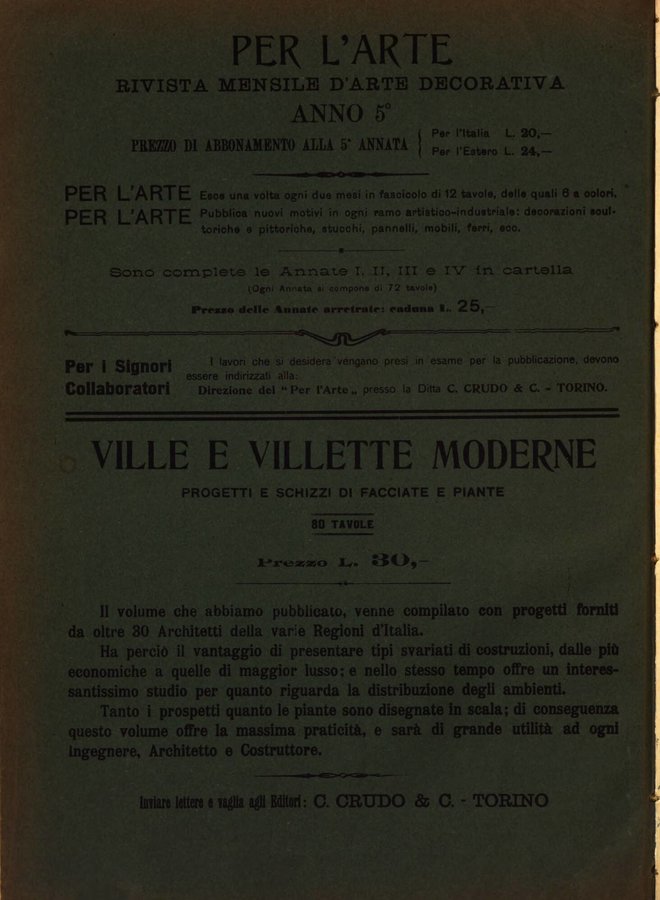 PER L'ARTE
RIVISTA MENSILE D'ARTE DECORATIVA
ANNO 5°
PREZZO DI ABBONAMENTO ALLA 5ª ANNATA { Per l'Italia L. 20,—
Per l'Estero L. 24,—
PER L'ARTE Esce una volta ogni due mesi in fascicolo di 12 tavole, delle quali 6 a colori.
PER L'ARTE Pubblica nuovi motivi in ogni ramo artistico-industriale: decorazioni scul-
toriche e pittoriche, stucchi, pannelli, mobili, ferri, ecc.
Sono complete le Annate I, II, III e IV in cartella
(Ogni Annata si compone di 72 tavole)
Prezzo delle Annate arretrate: caduna L. 25,—
Per i Signori
Collaboratori
I lavori che si desidera vengano presi in esame per la pubblicazione, devono
essere indirizzati alla:
Direzione del "Per l'Arte„ presso la Ditta C. CRUDO & C. - TORINO.
VILLE E VILLETTE MODERNE
PROGETTI E SCHIZZI DI FACCIATE E PIANTE
80 TAVOLE
Prezzo L. 30,—
Il volume che abbiamo pubblicato, venne compilato con progetti forniti
da oltre 30 Architetti della varie Regioni d'Italia.
Ha perciò il vantaggio di presentare tipi svariati di costruzioni, dalle più
economiche a quelle di maggior lusso; e nello stesso tempo offre un interes-
santissimo studio per quanto riguarda la distribuzione degli ambienti.
Tanto i prospetti quanto le piante sono disegnate in scala; di conseguenza
questo volume offre la massima praticità, e sarà di grande utilità ad ogni
Ingegnere, Architetto e Costruttore.
Inviare lettere e vaglia agli Editori: C. CRUDO & C. - TORINO